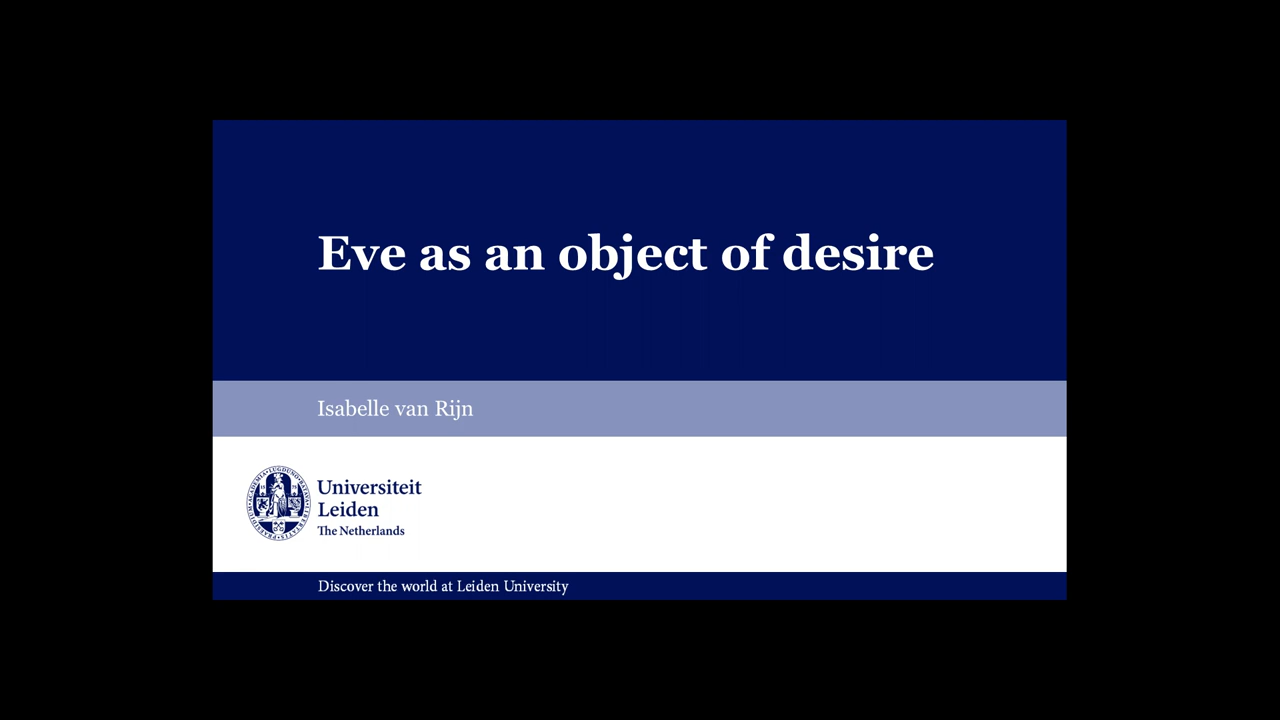 Eve as an object of desire
Isabelle van Rijn
Universiteit
Leiden
The Netherlands
Discover the world at Leiden University